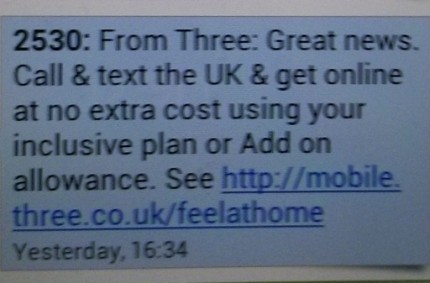 2530: From Three: Great news.
Call & text the UK & get online
at no extra cost using your
inclusive plan or Add on
allowance. See http://mobile.
three.co.uk/feelathome
Yesterday, 16:34